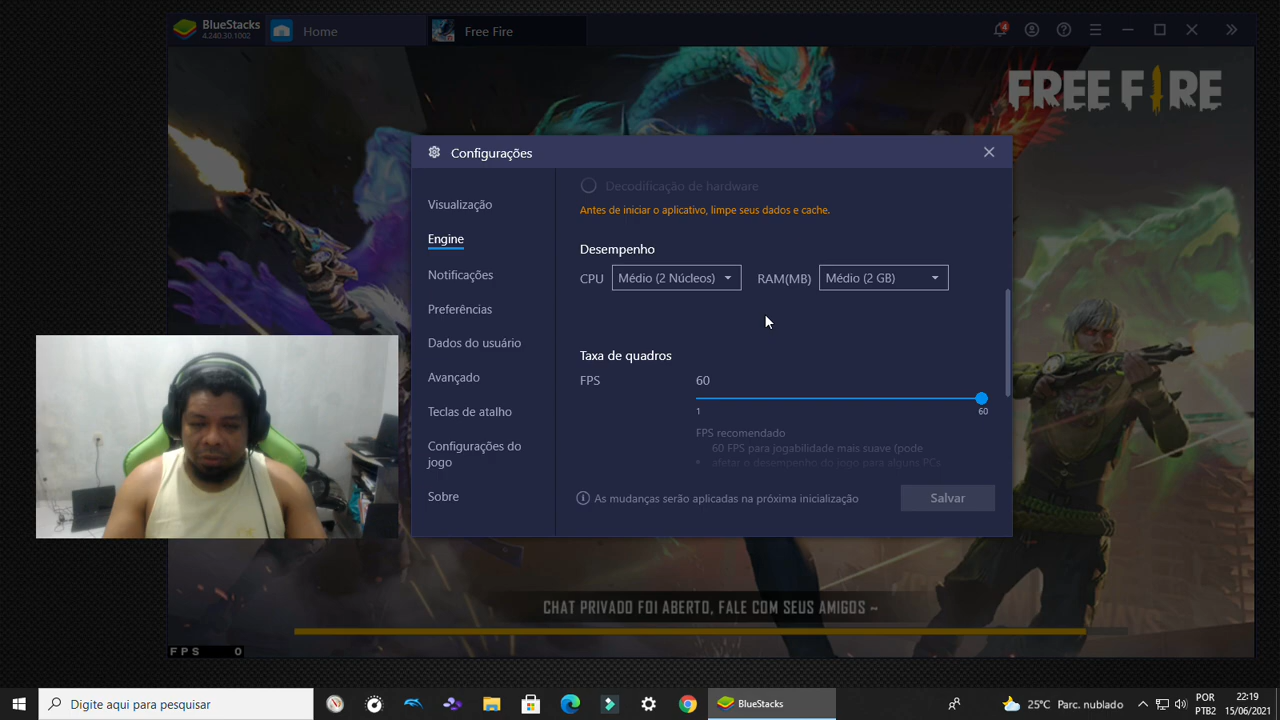 BlueStacks
4.240.30.1002
Home
Free Fire
4
FREE FIRE
Configurações
Visualização
Engine
Notificações
Preferências
Dados do usuário
Avançado
Teclas de atalho
Configurações do
jogo
Sobre
Decodificação de hardware
Antes de iniciar o aplicativo, limpe seus dados e cache.
Desempenho
CPU Médio (2 Núcleos) RAM(MB) Médio (2 GB)
Taxa de quadros
FPS 60
1 60
FPS recomendado
60 FPS para jogabilidade mais suave (pode
afetar o desempenho do jogo para alguns PCs
As mudanças serão aplicadas na próxima inicialização
Salvar
CHAT PRIVADO FOI ABERTO, FALE COM SEUS AMIGOS ~
FPS 0
Digite aqui para pesquisar
BlueStacks
25°C Parc. nublado
POR
PTB2
22:19
15/06/2021